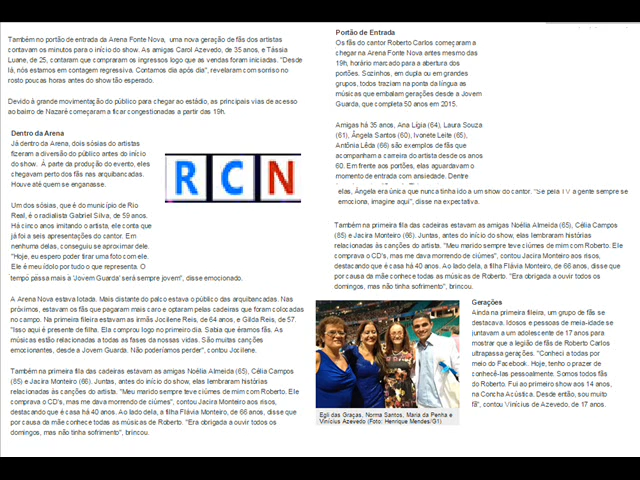 Também no portão de entrada da Arena Fonte Nova, uma nova geração de fãs dos artistas
contavam os minutos para o início do show. As amigas Carol Azevedo, de 35 anos, e Tássia
Luane, de 25, contaram que compraram os ingressos logo que as vendas foram iniciadas. "Desde
lá, nós estamos em contagem regressiva. Contamos dia após dia", revelaram com sorriso no
rosto poucas horas antes do show tão esperado.
Devido à grande movimentação do público para chegar ao estádio, as principais vias de acesso
ao bairro de Nazaré começaram a ficar congestionadas a partir das 19h.
Dentro da Arena
Já dentro da Arena, dois sósias do artistas
fizeram a diversão do público antes do início
do show. À parte da produção do evento, eles
chegavam perto dos fãs nas arquibancadas.
Houve até quem se enganasse.
Um dos sósias, que é do município de Rio
Real, é o radialista Gabriel Silva, de 59 anos.
Há cinco anos imitando o artista, ele conta que
já foi a seis apresentações do cantor. Em
nenhuma delas, conseguiu se aproximar dele.
"Hoje, eu espero poder tirar uma foto com ele.
Ele é meu ídolo por tudo o que representa. O
tempo passa mais a 'Jovem Guarda' será sempre jovem", disse emocionado.
A Arena Nova estava lotada. Mais distante do palco estava o público das arquibancadas. Nas
próximos, estavam os fãs que pagaram mais caro e optaram pelas cadeiras que foram colocadas
no campo. Na primeira fileira estavam as irmãs Jocilene Reis, de 64 anos, e Gilda Reis, de 57.
"Isso aqui é presente de filha. Ela comprou logo no primeiro dia. Sabia que éramos fãs. As
músicas estão relacionadas a todas as fases da nossas vidas. São muitas canções
emocionantes, desde a Jovem Guarda. Não poderíamos perder", contou Jocilene.
Também na primeira fila das cadeiras estavam as amigas Noélia Almeida (65), Célia Campos
(85) e Jacira Monteiro (66). Juntas, antes do início do show, elas lembraram histórias
relacionadas às canções do artista. "Meu marido sempre teve ciúmes de mim com Roberto. Ele
comprava o CD's, mas me dava morrendo de ciúmes", contou Jacira Monteiro aos risos,
destacando que é casa há 40 anos. Ao lado dela, a filha Flávia Monteiro, de 66 anos, disse que
por causa da mãe conhece todas as músicas de Roberto. "Era obrigada a ouvir todos os
domingos, mas não tinha sofrimento", brincou.
RCN
Portão de Entrada
Os fãs do cantor Roberto Carlos começaram a
chegar na Arena Fonte Nova antes mesmo das
19h, horário marcado para a abertura dos
portões. Sozinhos, em dupla ou em grandes
grupos, todos traziam na ponta da língua as
músicas que embalam gerações desde a Jovem
Guarda, que completa 50 anos em 2015.
Amigas há 35 anos, Ana Lígia (64), Laura Souza
(61), Ângela Santos (60), Ivonete Leite (65),
Antônia Lêda (66) são exemplos de fãs que
acompanham a carreira do artista desde os anos
60. Em frente aos portões, elas aguardavam o
momento de entrada com ansiedade. Dentre
elas, Ângela era única que nunca tinha ido a um show do cantor. "Se pela TV a gente sempre se
emociona, imagine aqui", disse na expectativa.
Também na primeira fila das cadeiras estavam as amigas Noélia Almeida (65), Célia Campos
(85) e Jacira Monteiro (66). Juntas, antes do início do show, elas lembraram histórias
relacionadas às canções do artista. "Meu marido sempre teve ciúmes de mim com Roberto. Ele
comprava o CD's, mas me dava morrendo de ciúmes", contou Jacira Monteiro aos risos,
destacando que é casa há 40 anos. Ao lado dela, a filha Flávia Monteiro, de 66 anos, disse que
por causa da mãe conhece todas as músicas de Roberto. "Era obrigada a ouvir todos os
domingos, mas não tinha sofrimento", brincou.
Egli das Graças, Norma Santos, Maria da Penha e
Vinícius Azevedo (Foto: Henrique Mendes/G1)
Gerações
Ainda na primeira fileira, um grupo de fãs se
destacava. Idosos e pessoas de meia-idade se
juntavam a um adolescente de 17 anos para
mostrar que a legião de fãs de Roberto Carlos
ultrapassa gerações. "Conheci a todas por
meio do Facebook. Hoje, tenho o prazer de
conhecê-las pessoalmente. Somos todos fãs
do Roberto. Fui ao primeiro show aos 14 anos,
na Concha Acústica. Desde então, sou muito
fã", contou Vinícius de Azevedo, de 17 anos.